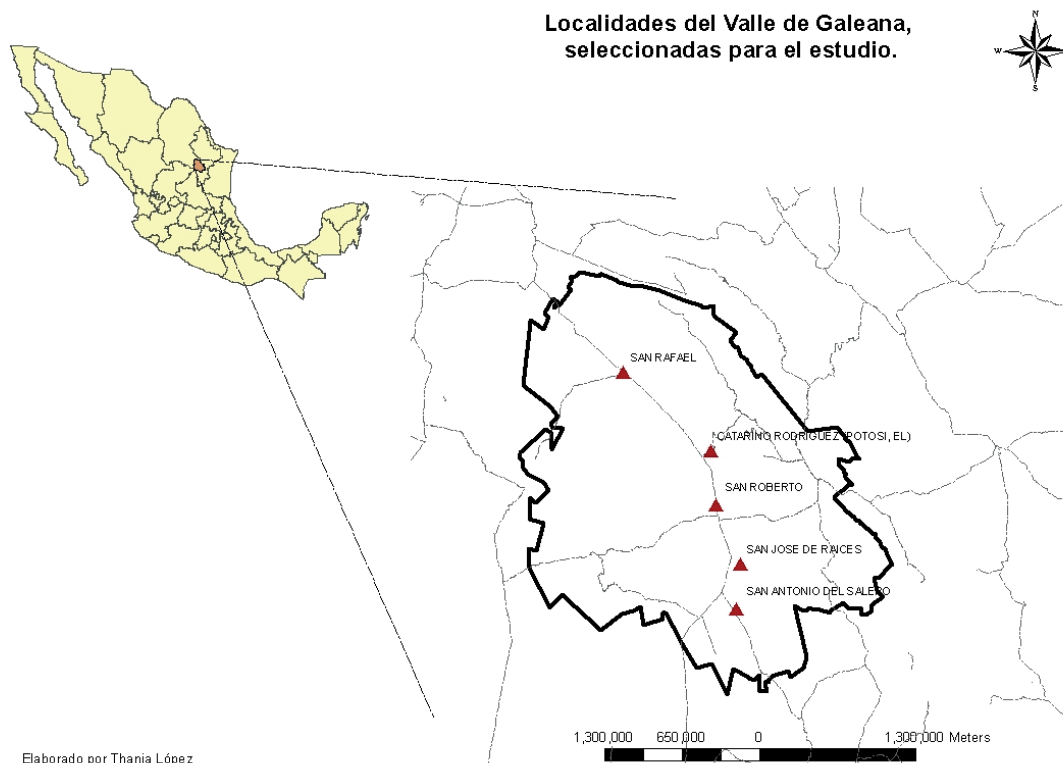 Localidades del Valle de Galeana,
seleccionadas para el estudio.
N
W
S
SAN RAFAEL
CATARINO RODRIGUEZ (POTOSI, EL)
SAN ROBERTO
SAN JOSE DE RAICES
SAN ANTONIO DEL SALERO
1,300,000 650,000 0 1,300,000 Meters
Elaborado por Thania López